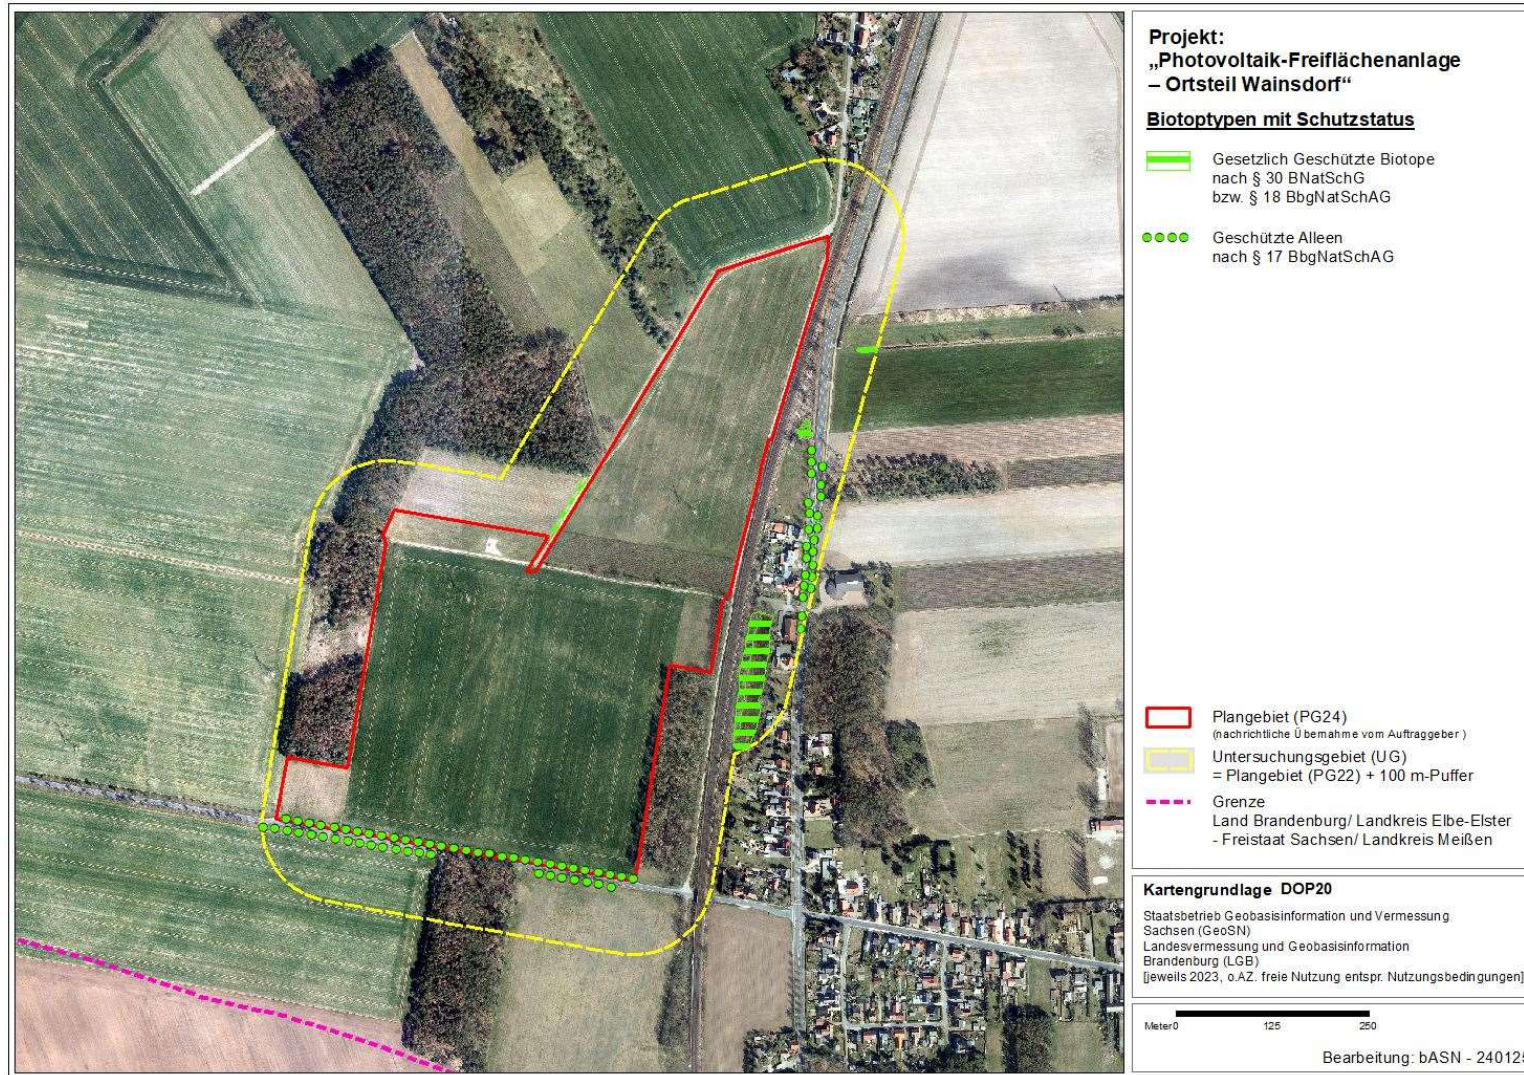 Projekt:
„Photovoltaik-Freiflächenanlage
– Ortsteil Wainsdorf“
Biotoptypen mit Schutzstatus
Gesetzlich Geschützte Biotope
nach § 30 BNatSchG
bzw. § 18 BbgNatSchAG
Geschützte Alleen
nach § 17 BbgNatSchAG
Plangebiet (PG24)
(nachrichtliche Übernahme vom Auftraggeber )
Untersuchungsgebiet (UG)
= Plangebiet (PG22) + 100 m-Puffer
Grenze
Land Brandenburg/ Landkreis Elbe-Elster
- Freistaat Sachsen/ Landkreis Meißen
Kartengrundlage DOP20
Staatsbetrieb Geobasisinformation und Vermessung
Sachsen (GeoSN)
Landesvermessung und Geobasisinformation
Brandenburg (LGB)
[jeweils 2023, o.AZ. freie Nutzung entspr. Nutzungsbedingungen]
Meter 0 125 250
Bearbeitung: bASN - 240125